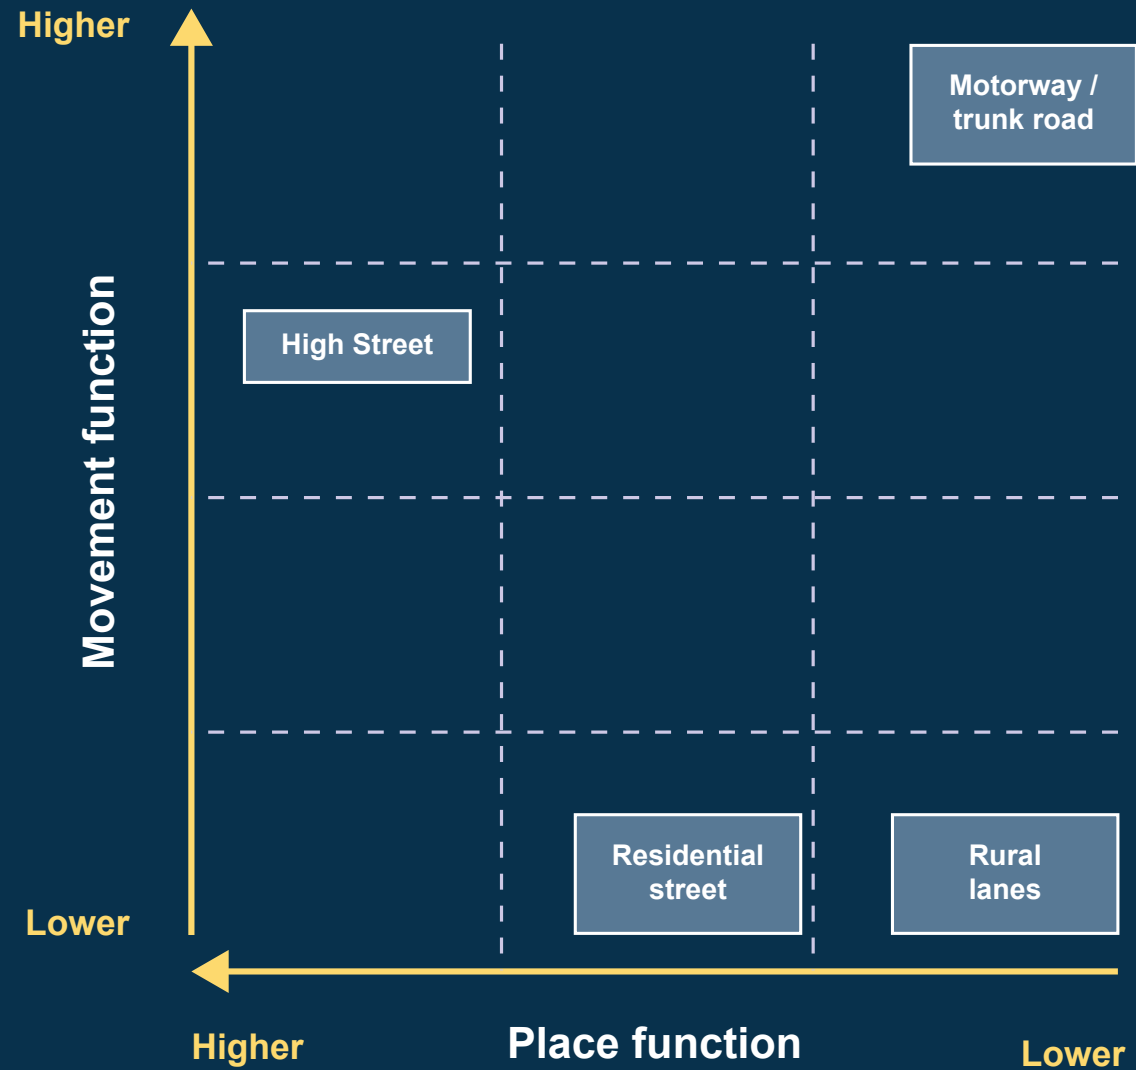 Higher
Motorway /
trunk road
High Street
Movement function
Residential
street
Rural
lanes
Lower
Higher
Place function
Lower